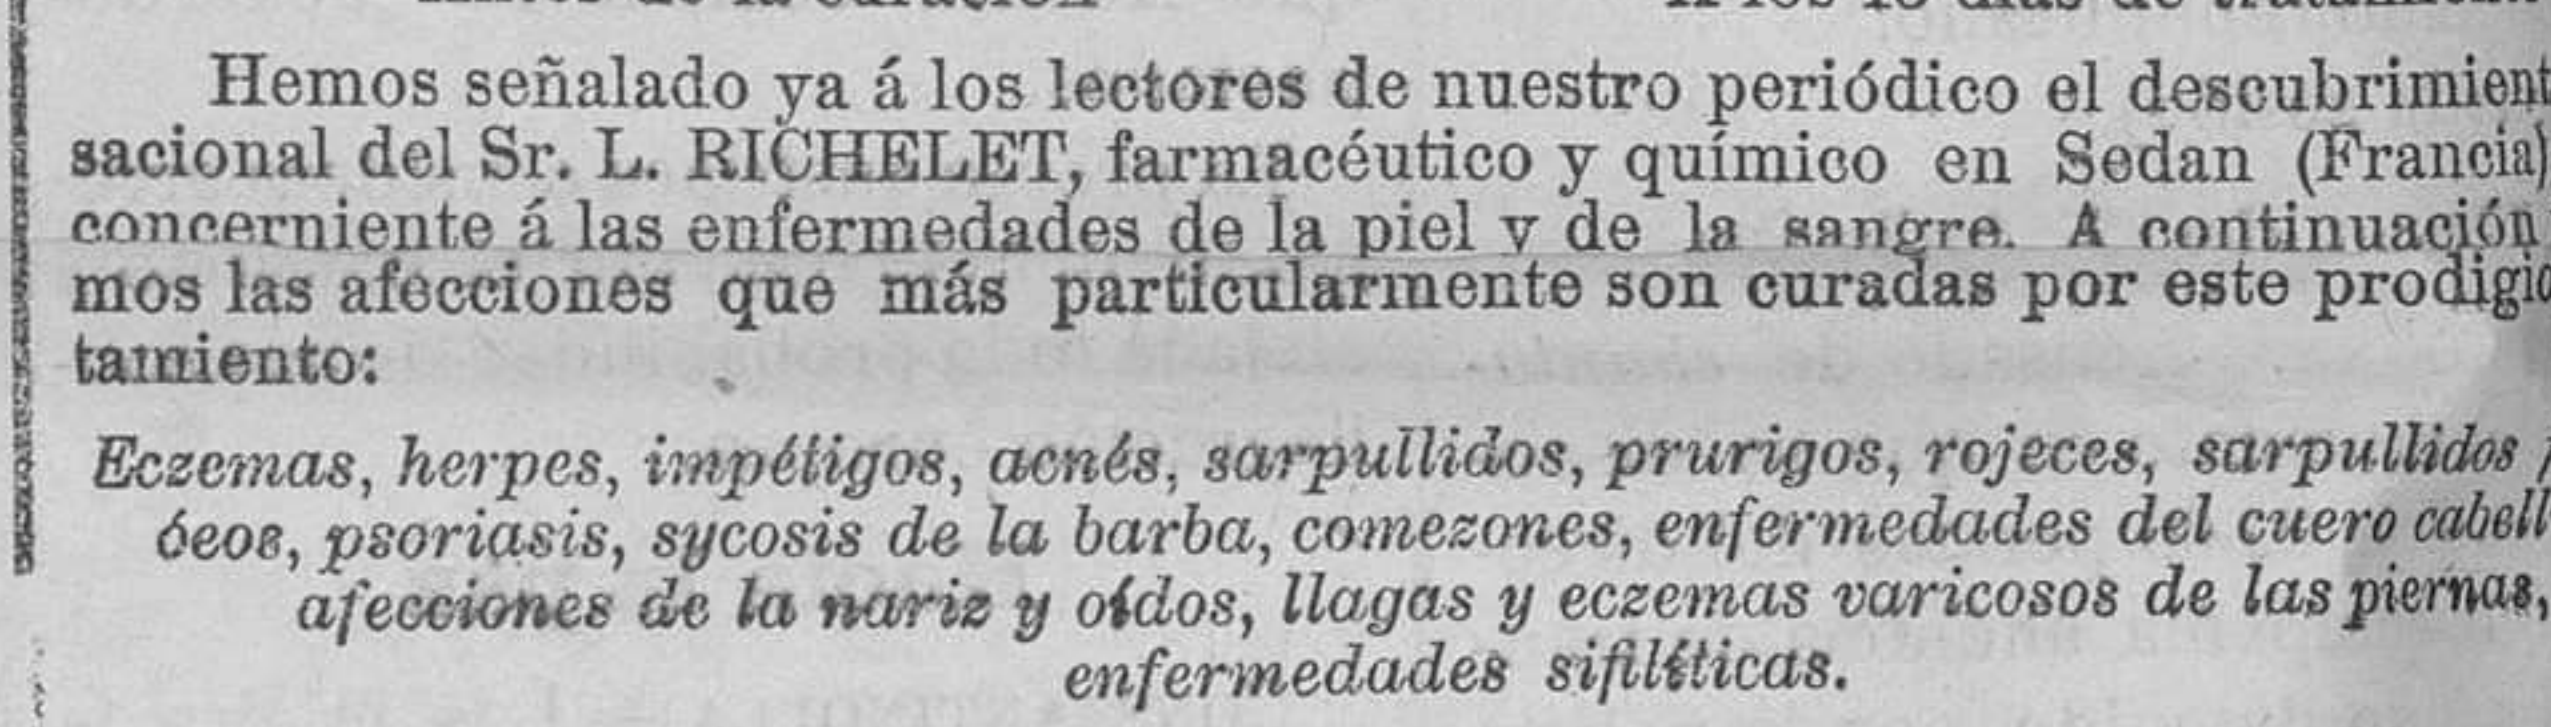 Hemos señalado ya á los lectores de nuestro periódico el descubrimient
sacional del Sr. L. RICHELET, farmacéutico y químico en Sedan (Francia)
concerniente á las enfermedades de la piel y de la sangre. A continuación
mos las afecciones que más particularmente son curadas por este prodigio
tamiento:
Eczemas, herpes, impétigos, acnés, sarpullidos, prurigos, rojeces, sarpullidos
óeos, psoriasis, sycosis de la barba, comezones, enfermedades del cuero cabell
afecciones de la nariz y oídos, llagas y eczemas varicosos de las piernas,
enfermedades sifilíticas.